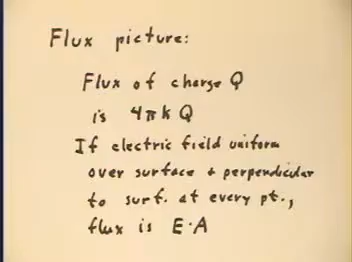 Flux picture:
Flux of charge Q
is 4πkQ
If electric field uniform
over surface + perpendicular
to surf. at every pt.,
flux is E·A